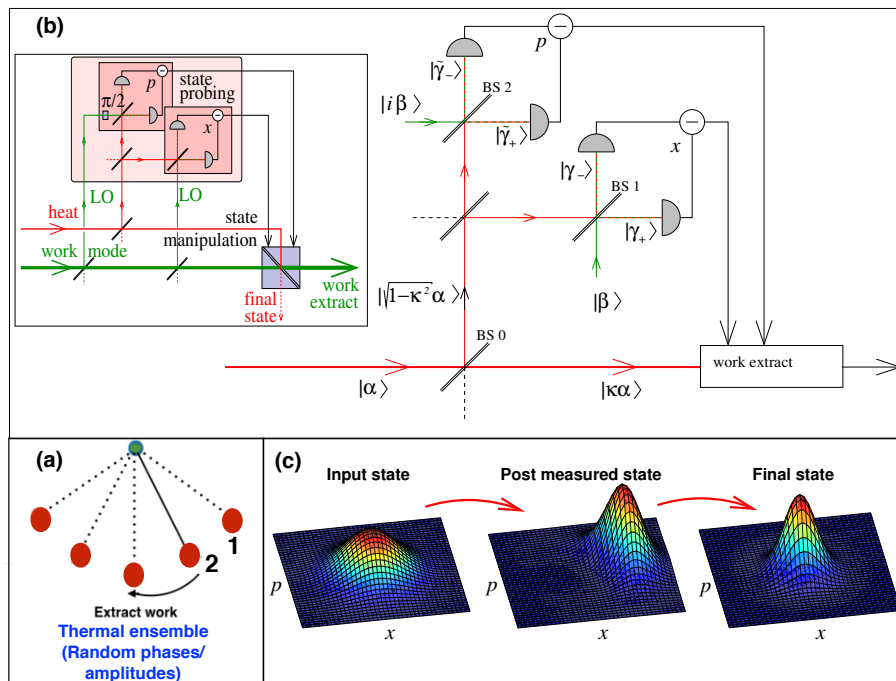 (b)
p
state
probing
π/2
x
LO
LO
heat
state
manipulation
work mode
work
extract
final
state
p
|γ̃₋⟩
BS 2
|iβ⟩
|γ̃₊⟩
x
|γ₋⟩
BS 1
|γ₊⟩
|√1−κ²α⟩
|β⟩
BS 0
work extract
|α⟩
|κα⟩
(a)
1
2
Extract work
Thermal ensemble
(Random phases/
amplitudes)
(c)
Input state
Post measured state
Final state
p
x
p
x
p
x